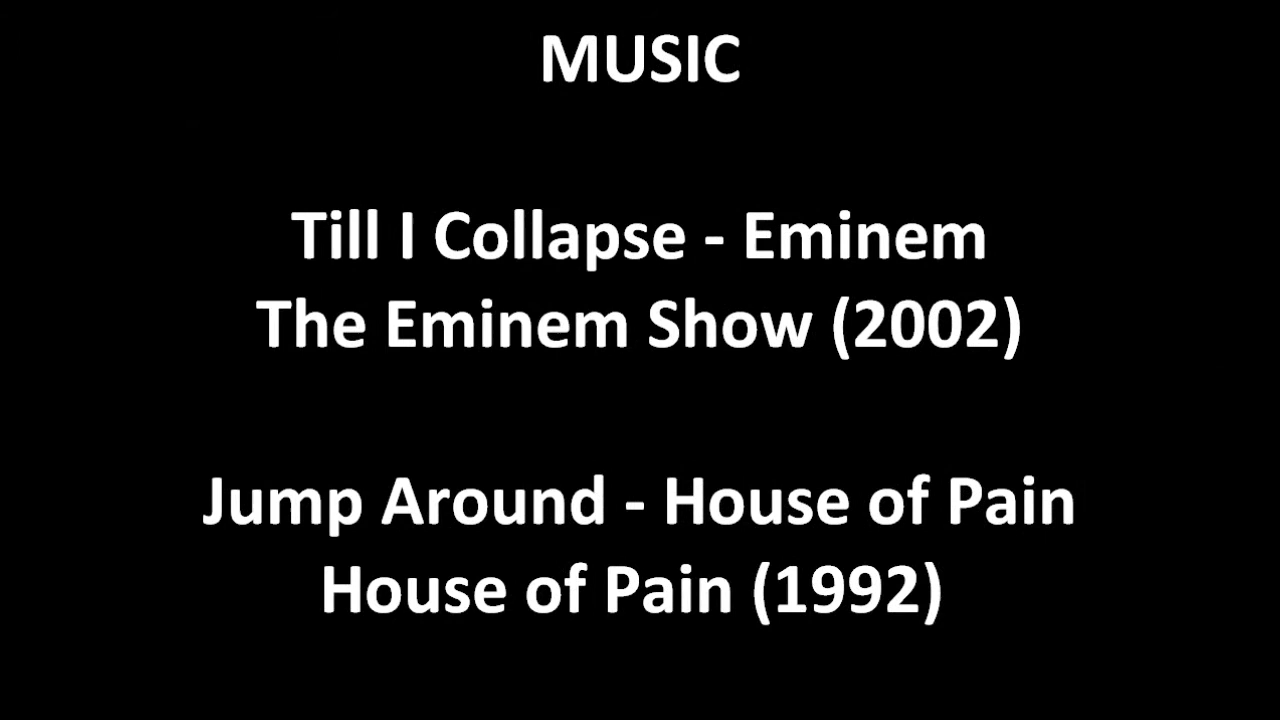 MUSIC
Till I Collapse - Eminem
The Eminem Show (2002)
Jump Around - House of Pain
House of Pain (1992)